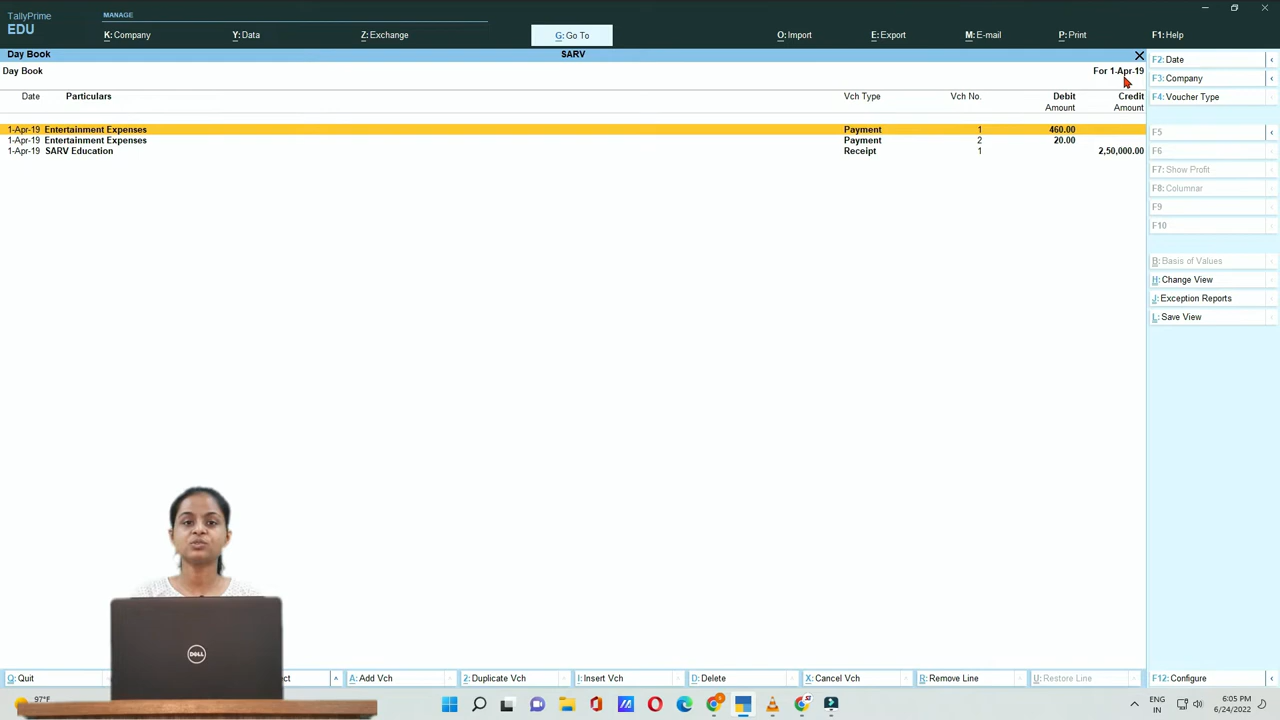 TallyPrime
EDU
MANAGE
K: Company
Y: Data
Z: Exchange
G: Go To
O: Import
E: Export
M: E-mail
P: Print
F1: Help
Day Book
SARV
Day Book
For 1-Apr-19
Date Particulars Vch Type Vch No. Debit Credit
Amount Amount
1-Apr-19 Entertainment Expenses Payment 1 460.00
1-Apr-19 Entertainment Expenses Payment 2 20.00
1-Apr-19 SARV Education Receipt 1 2,50,000.00
F2: Date
F3: Company
F4: Voucher Type
F5
F6
F7: Show Profit
F8: Columnar
F9
F10
B: Basis of Values
H: Change View
J: Exception Reports
L: Save View
DELL
Q: Quit
A: Add Vch
2: Duplicate Vch
I: Insert Vch
D: Delete
X: Cancel Vch
R: Remove Line
U: Restore Line
F12: Configure
97°F
ENG
IN
6:05 PM
6/24/2022